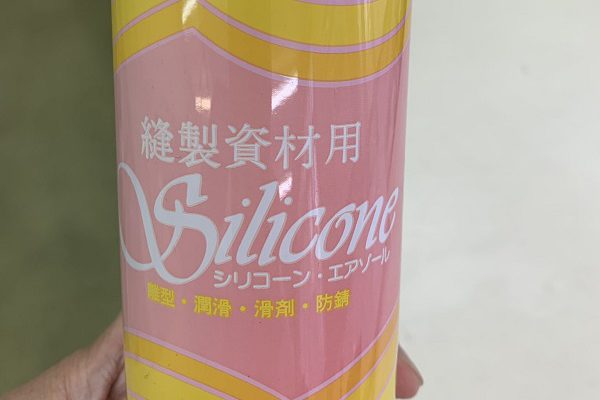 縫製資材用
Silicone
シリコーン・エアゾール
離型・潤滑・滑剤・防錆